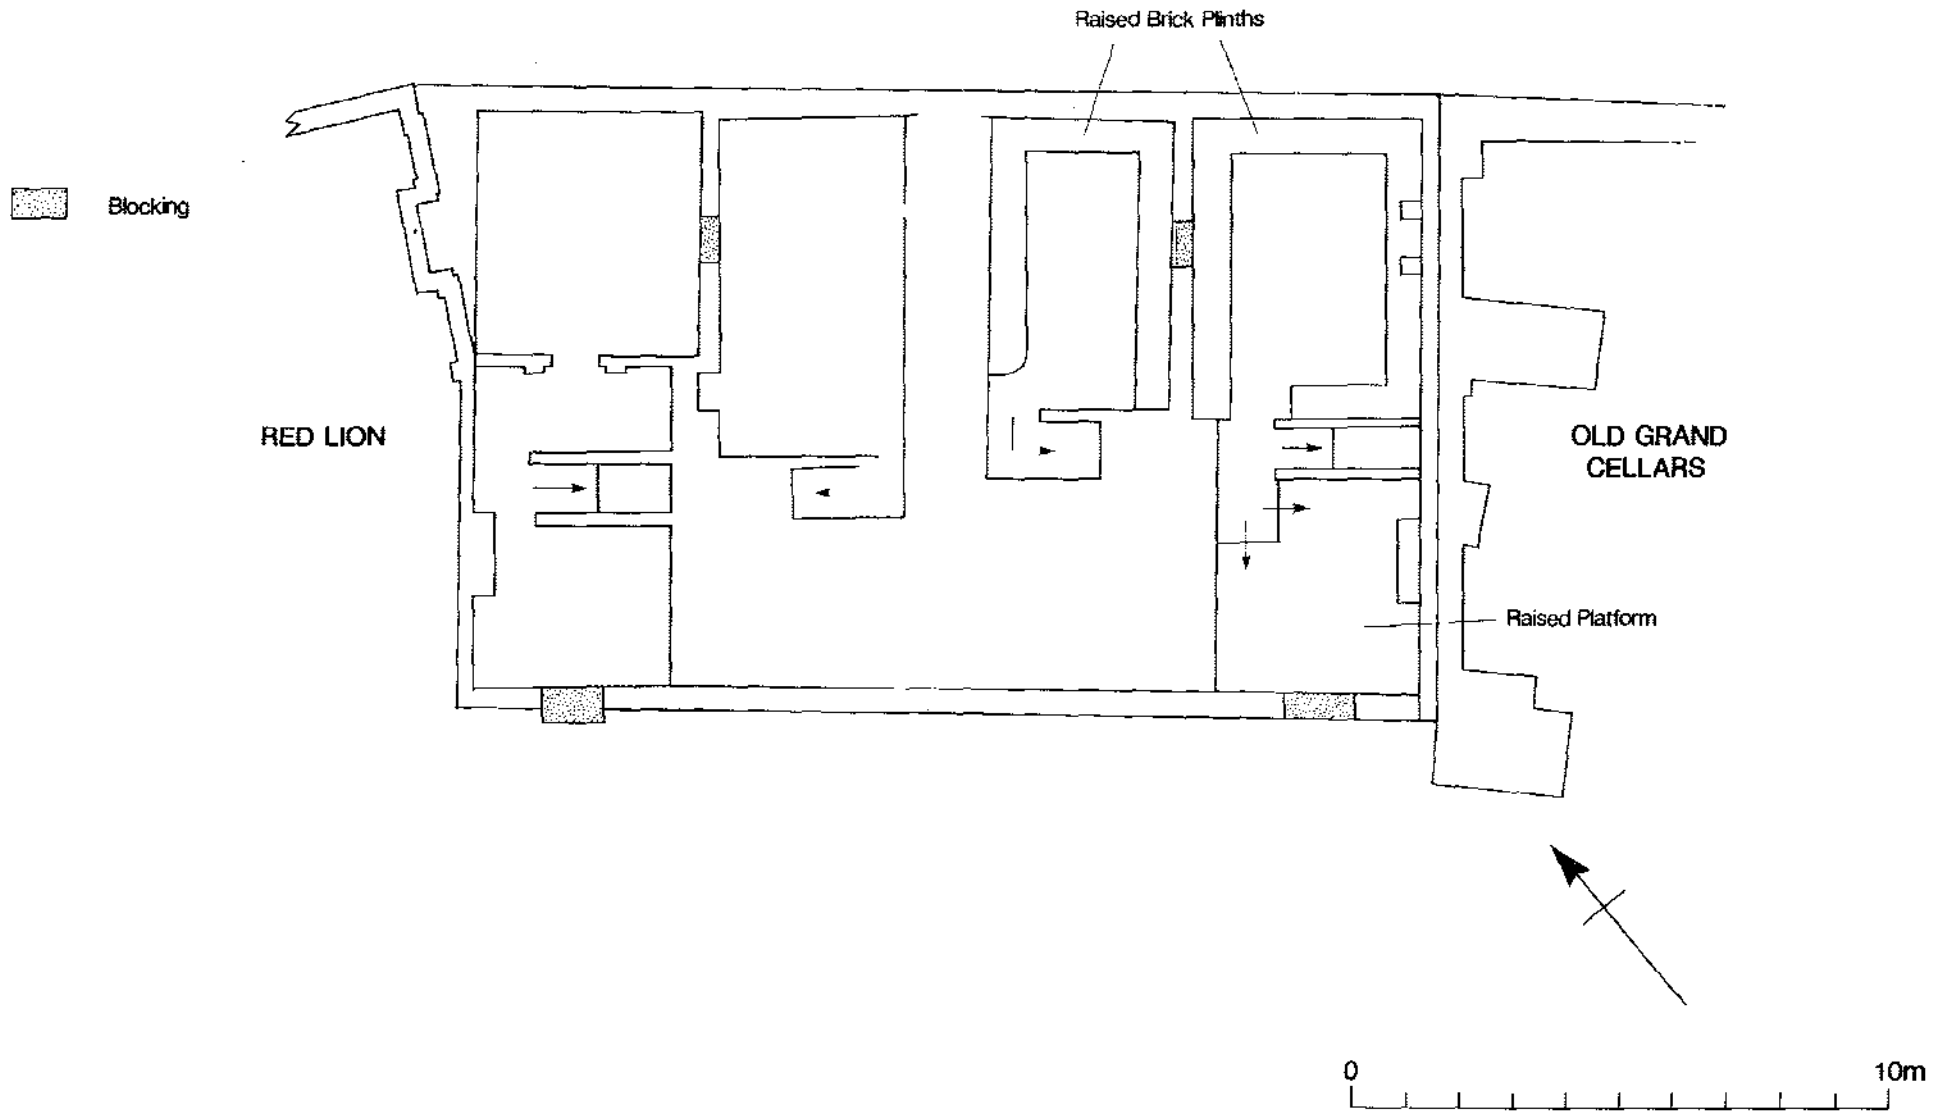 Raised Brick Plinths
Blocking
RED LION
OLD GRAND
CELLARS
Raised Platform
0 10m